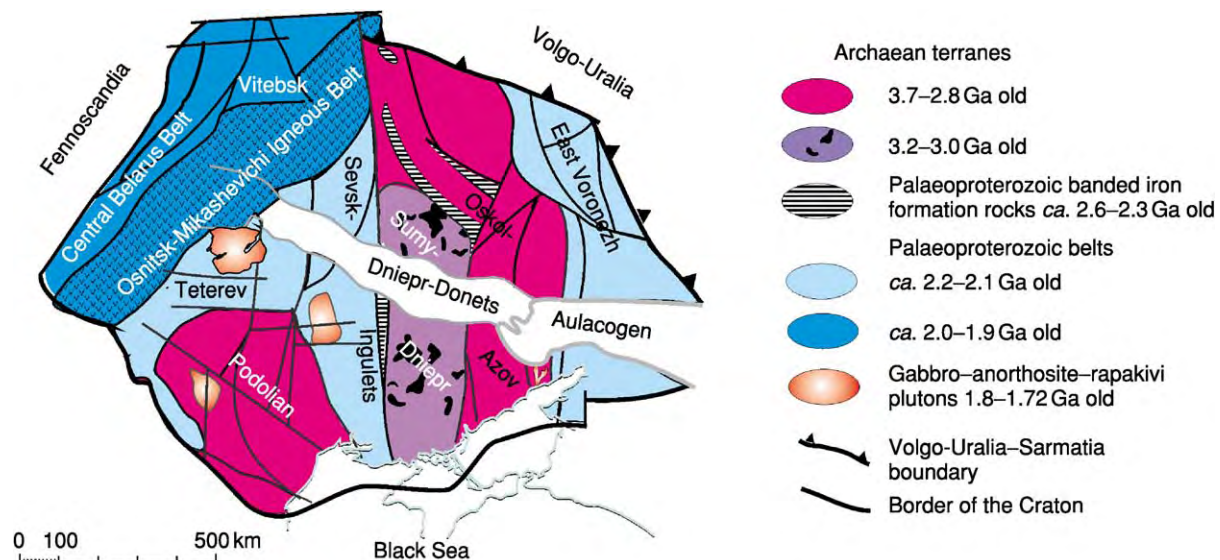 Fennoscandia
Volgo-Uralia
Vitebsk
Central Belarus Belt
Osnitsk-Mikashevichi Igneous Belt
Sevsk-
East Voronezh
Oskol-
Sumy-
Dniepr-Donets
Aulacogen
Teterev
Ingulets
Dniepr
Azov
Podolian
0 100 500 km
Black Sea
Archaean terranes
3.7–2.8 Ga old
3.2–3.0 Ga old
Palaeoproterozoic banded iron
formation rocks ca. 2.6–2.3 Ga old
Palaeoproterozoic belts
ca. 2.2–2.1 Ga old
ca. 2.0–1.9 Ga old
Gabbro–anorthosite–rapakivi
plutons 1.8–1.72 Ga old
Volgo-Uralia–Sarmatia
boundary
Border of the Craton